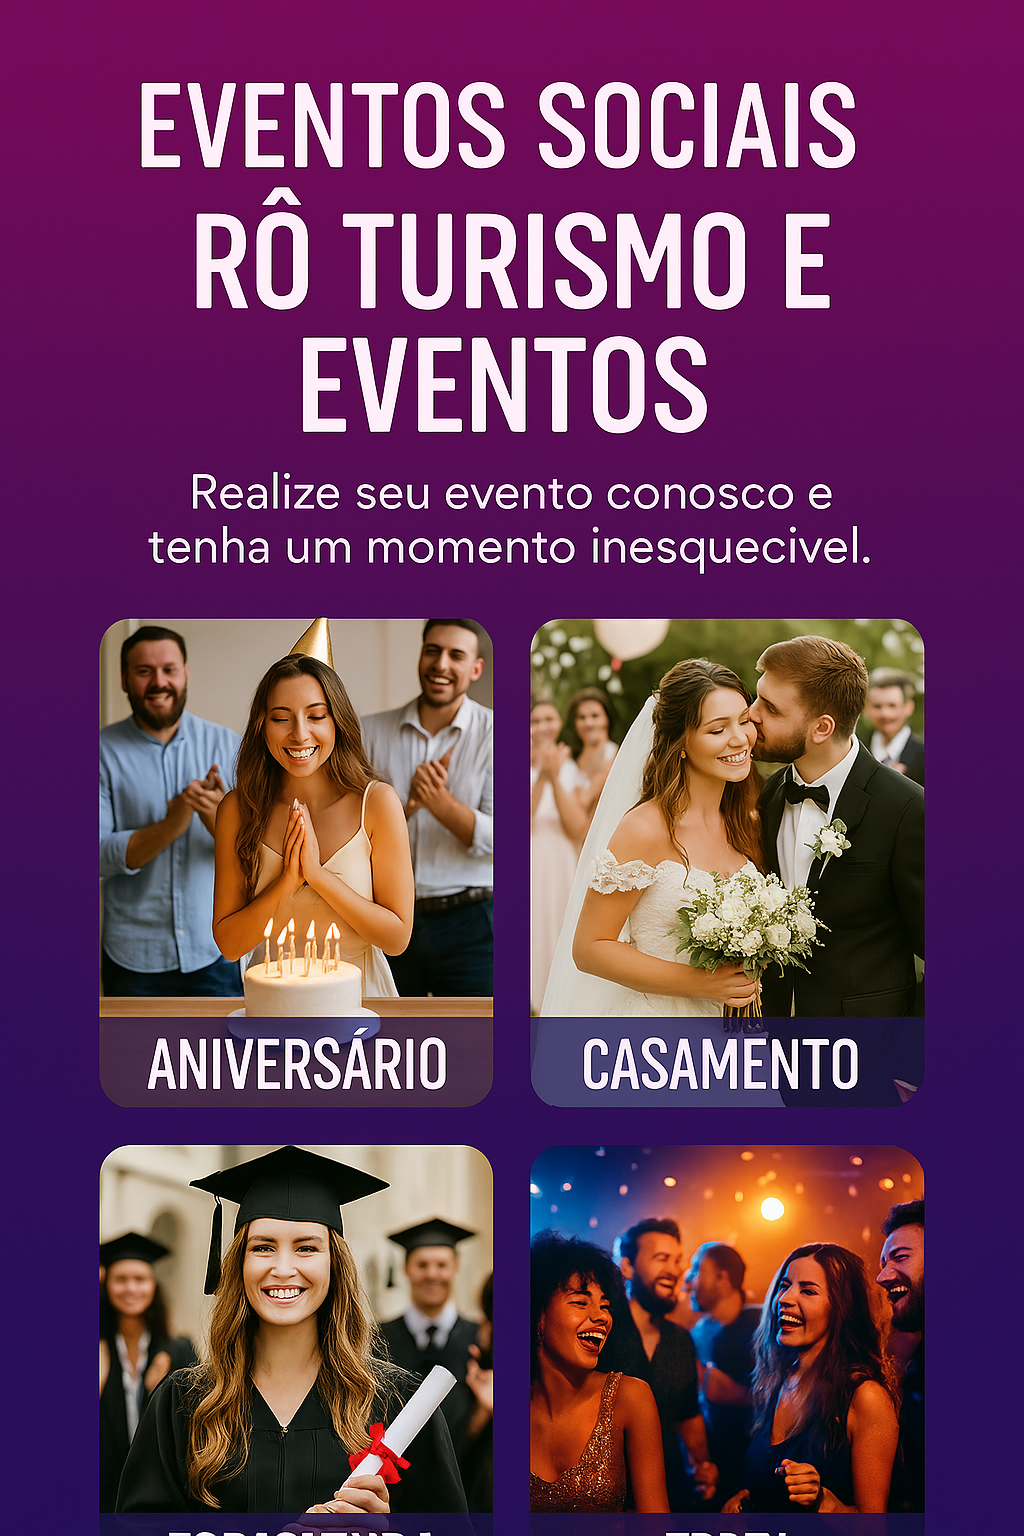 EVENTOS SOCIAIS
RÔ TURISMO E
EVENTOS
Realize seu evento conosco e
tenha um momento inesquecivel.
ANIVERSÁRIO
CASAMENTO